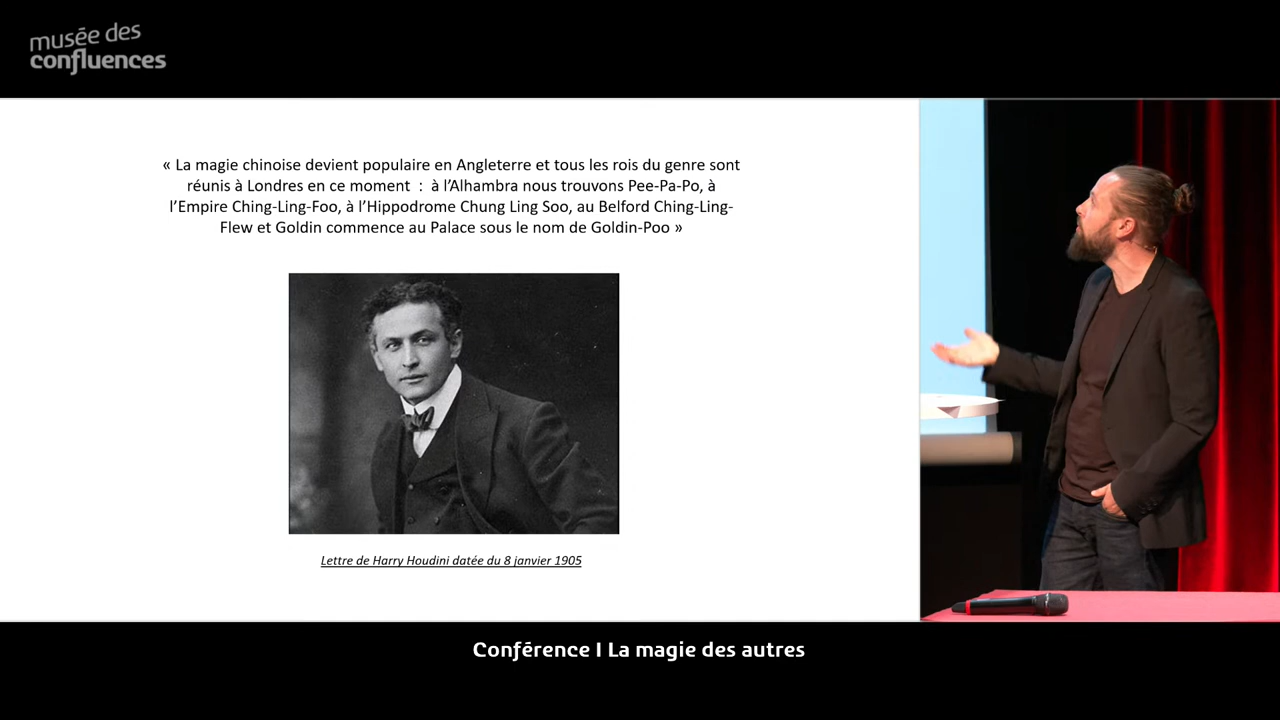 musée des
confluences
« La magie chinoise devient populaire en Angleterre et tous les rois du genre sont
réunis à Londres en ce moment  :  à l’Alhambra nous trouvons Pee-Pa-Po, à
l’Empire Ching-Ling-Foo, à l’Hippodrome Chung Ling Soo, au Belford Ching-Ling-
Flew et Goldin commence au Palace sous le nom de Goldin-Poo »
Lettre de Harry Houdini datée du 8 janvier 1905
Conférence I La magie des autres